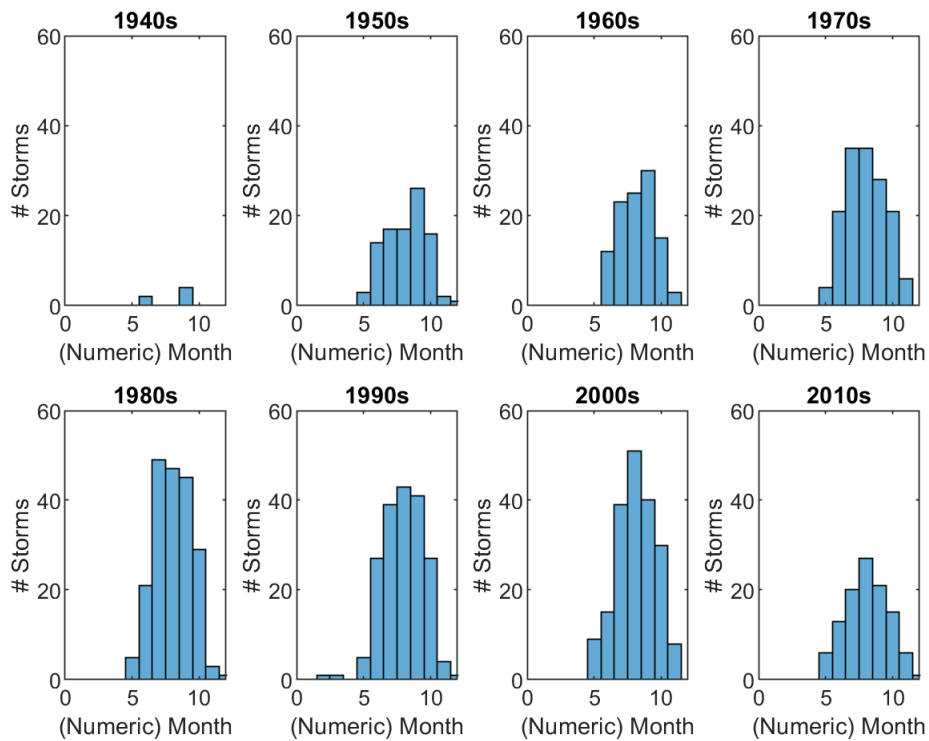 1940s 1950s 1960s 1970s
60 60 60 60
40 40 40 40
20 20 20 20
0 0 0 0
# Storms # Storms # Storms # Storms
0 5 10 0 5 10 0 5 10 0 5 10
(Numeric) Month (Numeric) Month (Numeric) Month (Numeric) Month
1980s 1990s 2000s 2010s
60 60 60 60
40 40 40 40
20 20 20 20
0 0 0 0
# Storms # Storms # Storms # Storms
0 5 10 0 5 10 0 5 10 0 5 10
(Numeric) Month (Numeric) Month (Numeric) Month (Numeric) Month